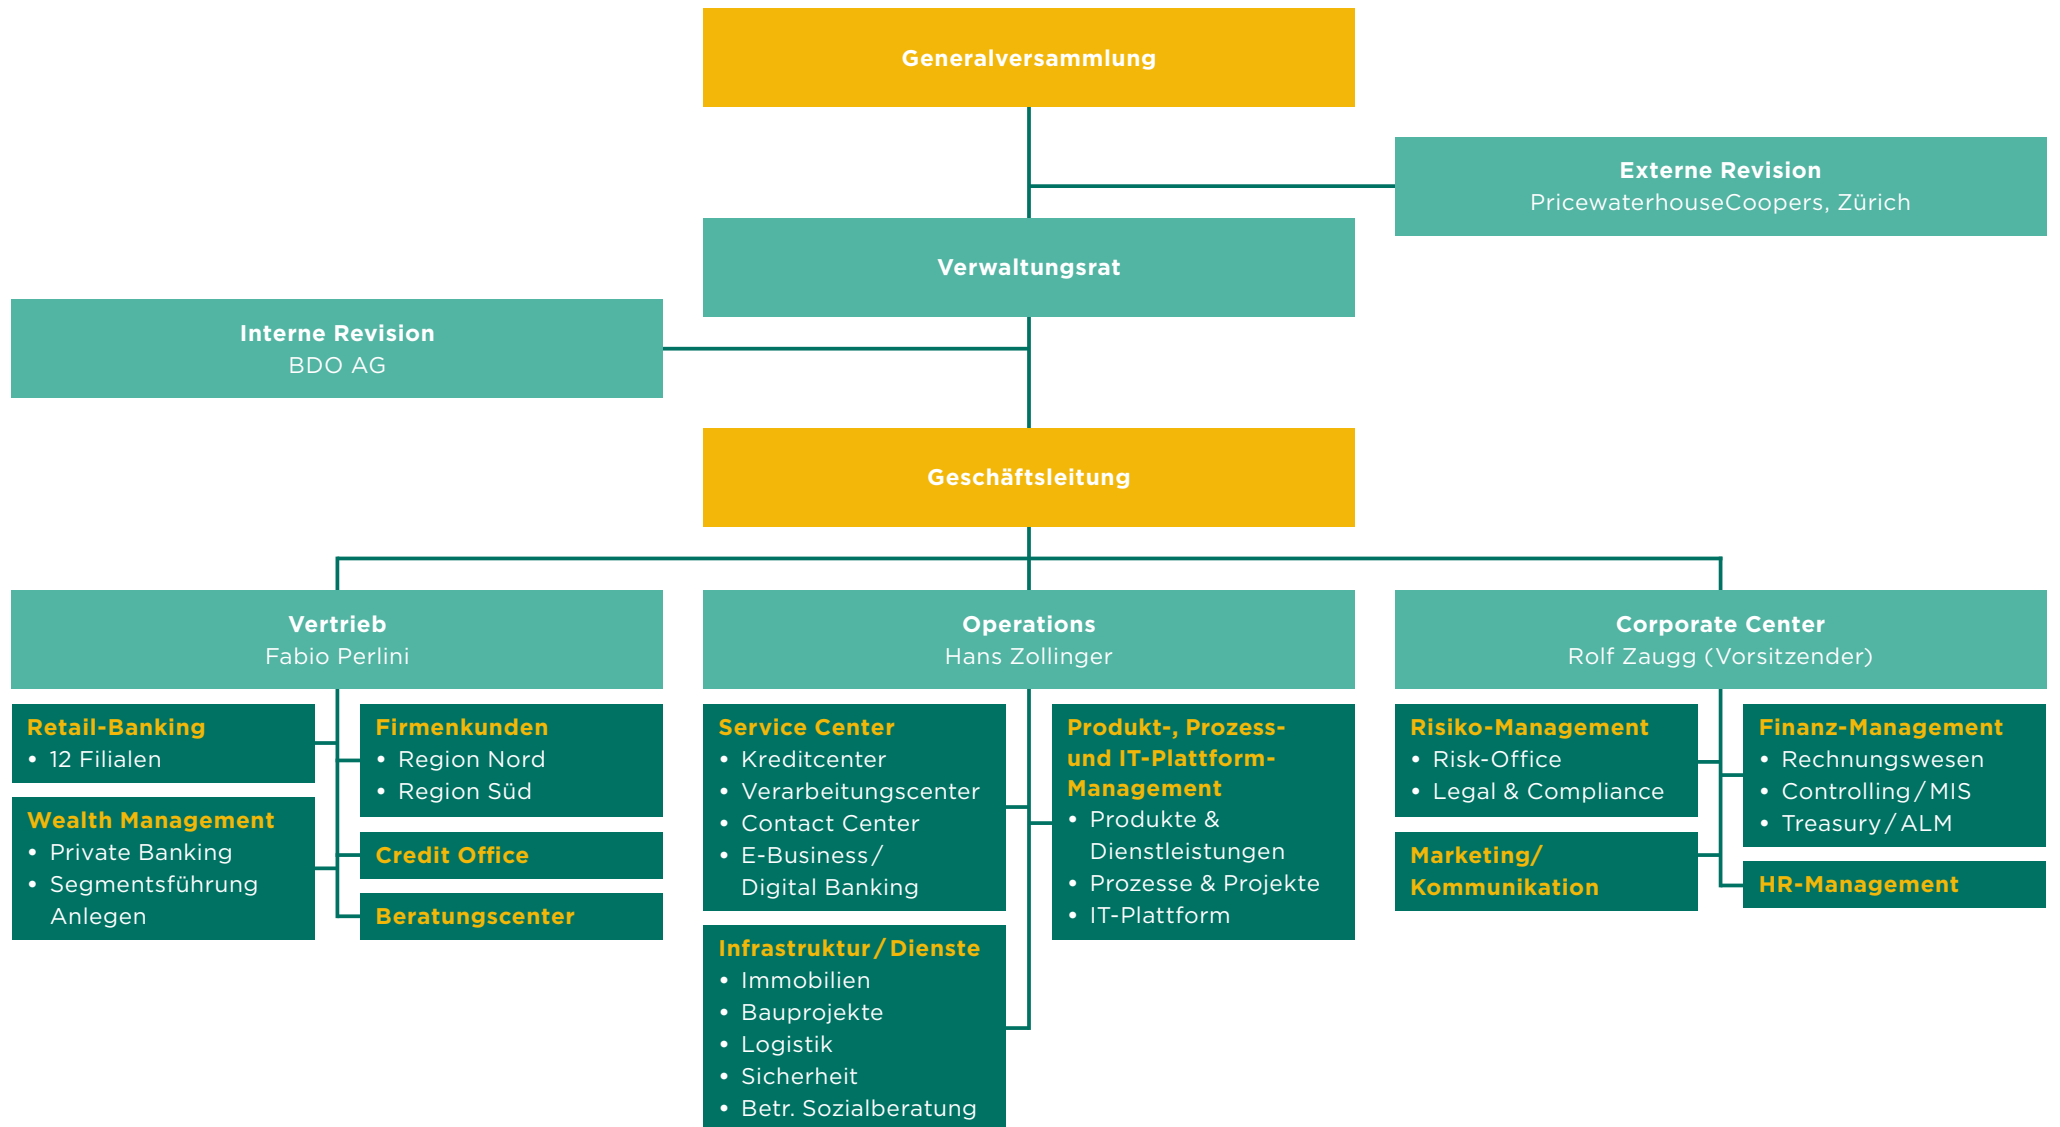 Generalversammlung
Externe Revision
PricewaterhouseCoopers, Zürich
Verwaltungsrat
Interne Revision
BDO AG
Geschäftsleitung
Vertrieb
Fabio Perlini
Operations
Hans Zollinger
Corporate Center
Rolf Zaugg (Vorsitzender)
Retail-Banking
• 12 Filialen
Wealth Management
• Private Banking
• Segmentsführung
Anlegen
Firmenkunden
• Region Nord
• Region Süd
Credit Office
Beratungscenter
Service Center
• Kreditcenter
• Verarbeitungscenter
• Contact Center
• E-Business/
Digital Banking
Infrastruktur/Dienste
• Immobilien
• Bauprojekte
• Logistik
• Sicherheit
• Betr. Sozialberatung
Produkt-, Prozess-
und IT-Plattform-
Management
• Produkte &
Dienstleistungen
• Prozesse & Projekte
• IT-Plattform
Risiko-Management
• Risk-Office
• Legal & Compliance
Marketing/
Kommunikation
Finanz-Management
• Rechnungswesen
• Controlling/MIS
• Treasury/ALM
HR-Management